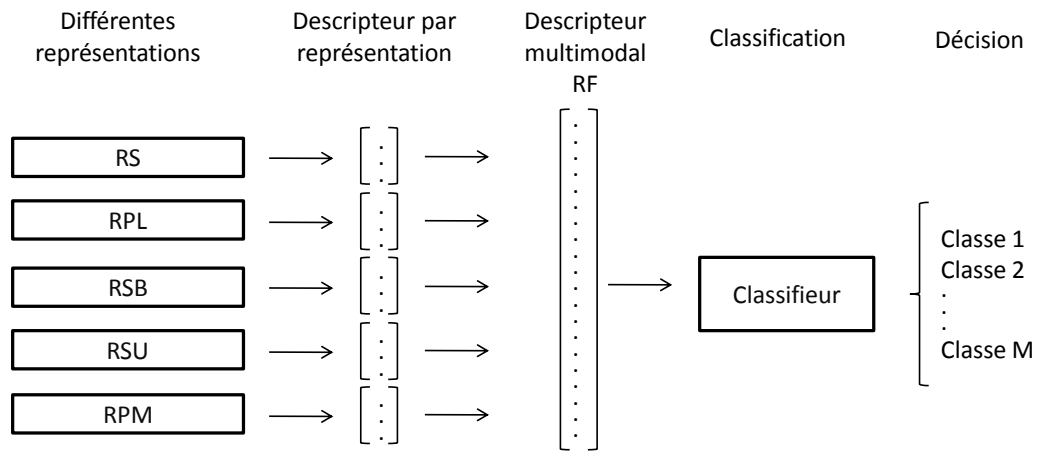 Différentes
représentations
Descripteur par
représentation
Descripteur
multimodal
RF
Classification
Décision
RS
RPL
RSB
RSU
RPM
Classifieur
Classe 1
Classe 2
.
.
Classe M